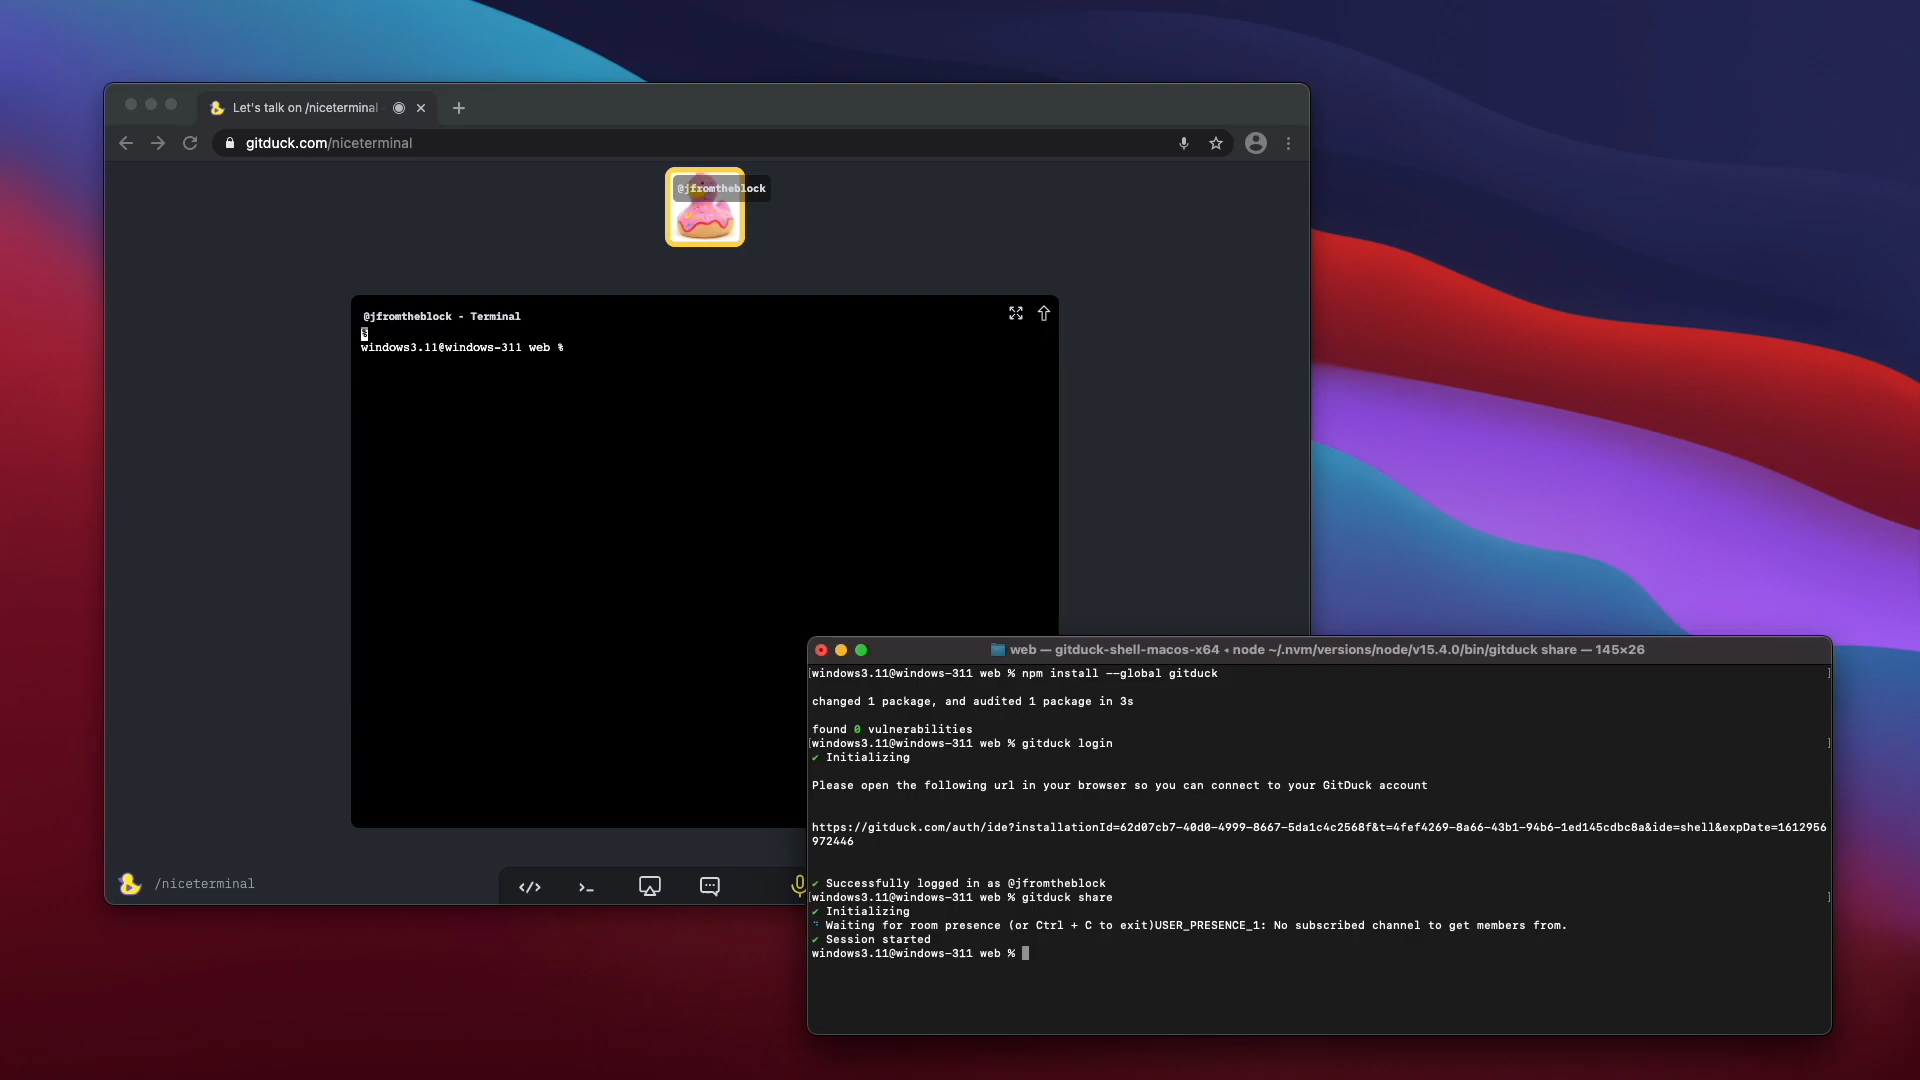 Let's talk on /niceterminal
gitduck.com/niceterminal
@jfromtheblock
@jfromtheblock - Terminal
%
windows3.11@windows-311 web %
/niceterminal
web — gitduck-shell-macos-x64 ◂ node ~/.nvm/versions/node/v15.4.0/bin/gitduck share — 145×26
[windows3.11@windows-311 web % npm install --global gitduck ]
changed 1 package, and audited 1 package in 3s
found 0 vulnerabilities
[windows3.11@windows-311 web % gitduck login ]
✔ Initializing
Please open the following url in your browser so you can connect to your GitDuck account
https://gitduck.com/auth/ide?installationId=62d07cb7-40d0-4999-8667-5da1c4c2568f&t=4fef4269-8a66-43b1-94b6-1ed145cdbc8a&ide=shell&expDate=1612956
972446
✔ Successfully logged in as @jfromtheblock
[windows3.11@windows-311 web % gitduck share ]
✔ Initializing
Waiting for room presence (or Ctrl + C to exit)USER_PRESENCE_1: No subscribed channel to get members from.
✔ Session started
windows3.11@windows-311 web %